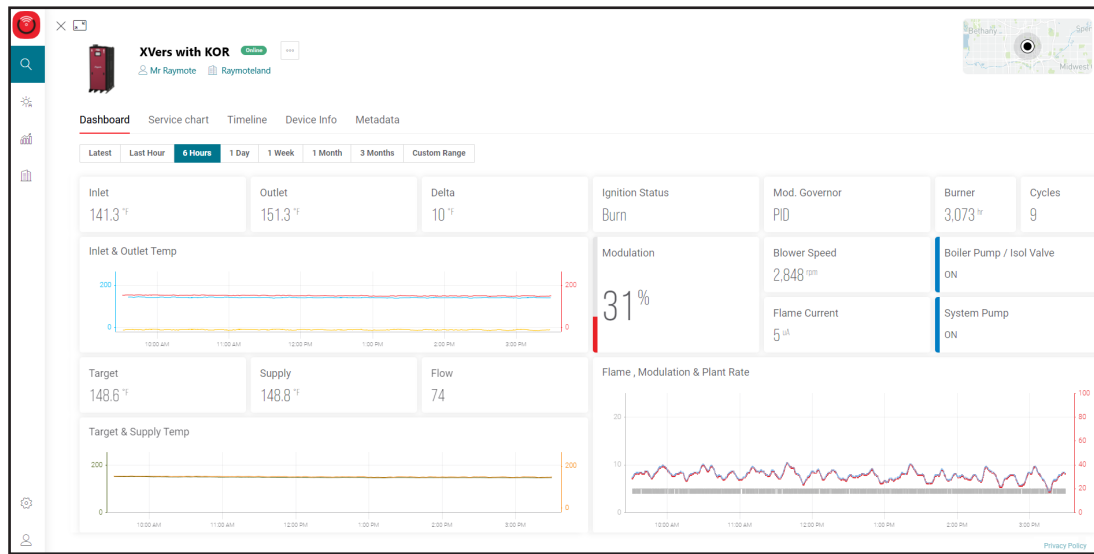 XVers with KOR Online
Mr Raymote Raymoteland
Bethany
Midwest
Dashboard Service chart Timeline Device Info Metadata
Latest Last Hour 6 Hours 1 Day 1 Week 1 Month 3 Months Custom Range
Inlet
141.3 °F
Outlet
151.3 °F
Delta
10 °F
Ignition Status
Burn
Mod. Governor
PID
Burner
3,073 hr
Cycles
9
Inlet & Outlet Temp
200 200
0 0
10:00 AM 11:00 AM 12:00 PM 1:00 PM 2:00 PM 3:00 PM
Modulation
31 %
Blower Speed
2,848 rpm
Boiler Pump / Isol Valve
ON
Flame Current
5 uA
System Pump
ON
Target
148.6 °F
Supply
148.8 °F
Flow
74
Target & Supply Temp
200 200
0 0
10:00 AM 11:00 AM 12:00 PM 1:00 PM 2:00 PM 3:00 PM
Flame , Modulation & Plant Rate
100
20 80
60
10 40
20
0 0
10:00 AM 11:00 AM 12:00 PM 1:00 PM 2:00 PM 3:00 PM
Privacy Policy